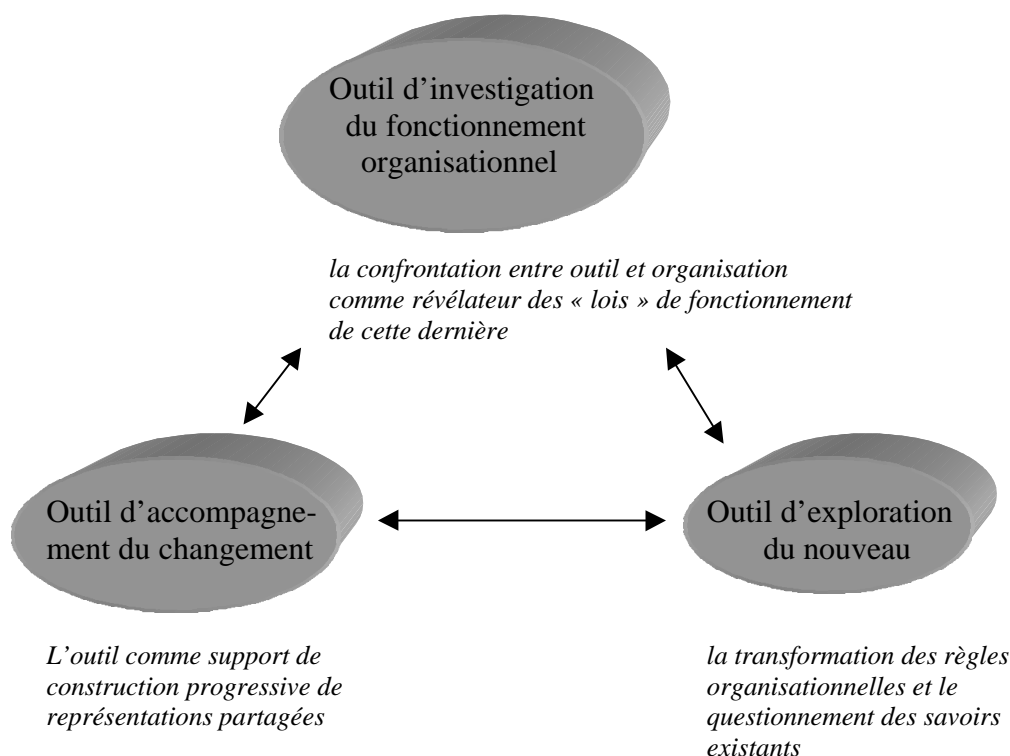 Outil d’investigation
du fonctionnement
organisationnel
la confrontation entre outil et organisation
comme révélateur des « lois » de fonctionnement
de cette dernière
Outil d’accompagne-
ment du changement
Outil d’exploration
du nouveau
L’outil comme support de
construction progressive de
représentations partagées
la transformation des règles
organisationnelles et le
questionnement des savoirs
existants